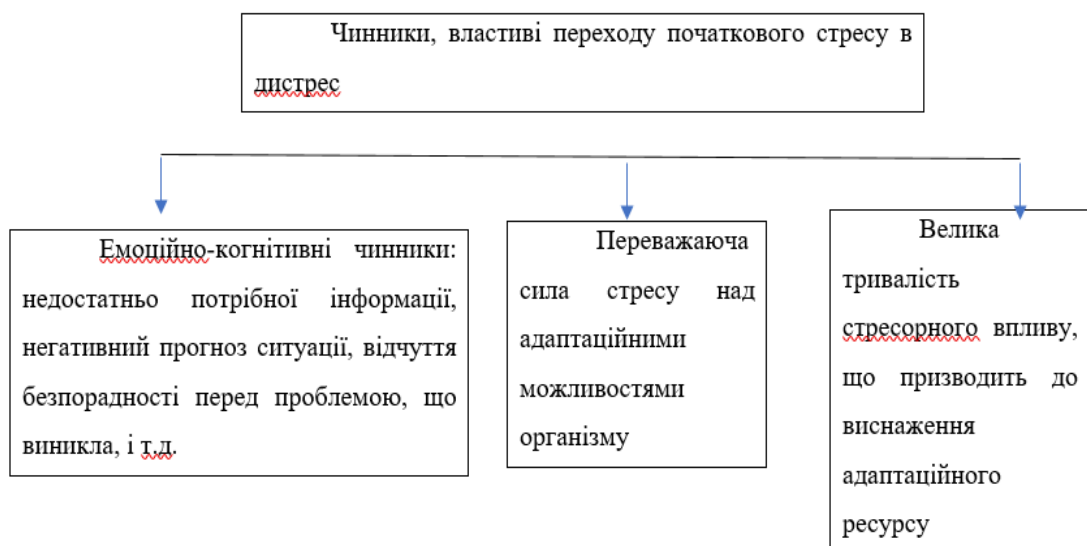 Чинники, властиві переходу початкового стресу в
дистрес
Емоційно-когнітивні чинники:
недостатньо потрібної інформації,
негативний прогноз ситуації, відчуття
безпорадності перед проблемою, що
виникла, і т.д.
Переважаюча
сила стресу над
адаптаційними
можливостями
організму
Велика
тривалість
стресорного впливу,
що призводить до
виснаження
адаптаційного
ресурсу